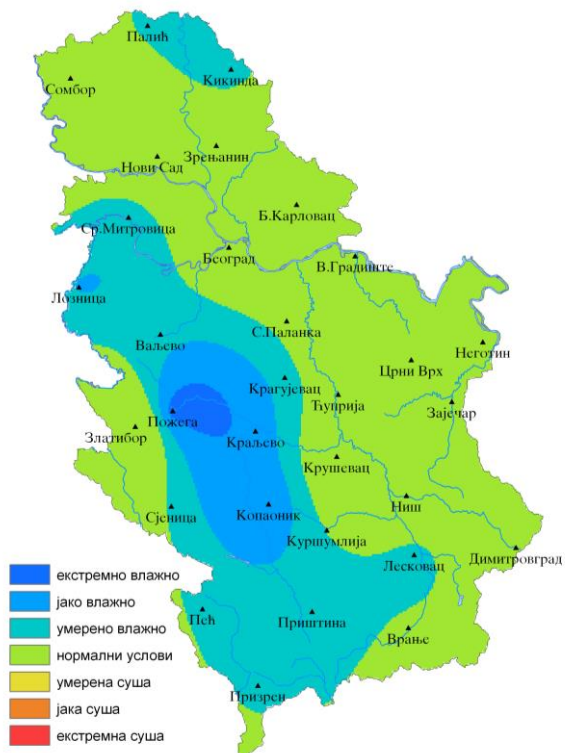 Палић
Кикинда
Сомбор
Зрењанин
Нови Сад
Б.Карловац
Ср.Митровица
Београд
В.Градиште
Лозница
С.Паланка
Ваљево
Неготин
Црни Врх
Крагујевац
Ћуприја
Зајечар
Пожега
Златибор
Краљево
Крушевац
Ниш
Копаоник
Сјеница
Куршумлија
Лесковац
Димитровград
Пећ
Приштина
Врање
Призрен
екстремно влажно
јако влажно
умерено влажно
нормални услови
умерена суша
јака суша
екстремна суша